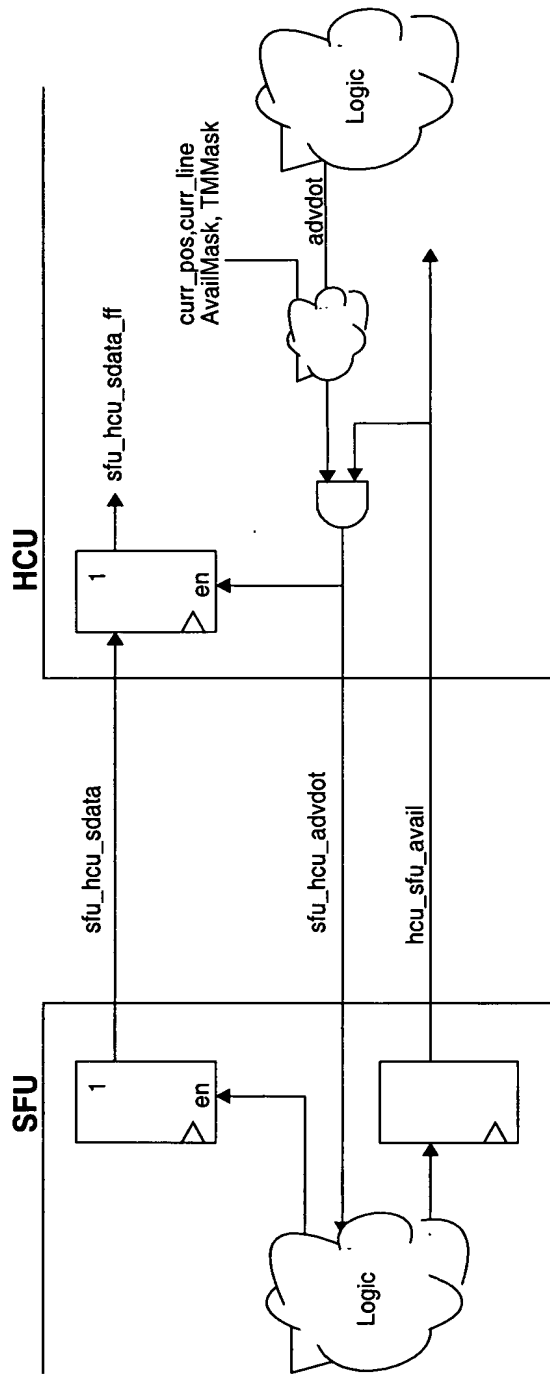 SFU
HCU
1
en
sfu_hcu_sdata
1
en
sfu_hcu_sdata_ff
curr_pos,curr_line
AvailMask, TMMask
sfu_hcu_advdot
advdot
Logic
Logic
hcu_sfu_avail